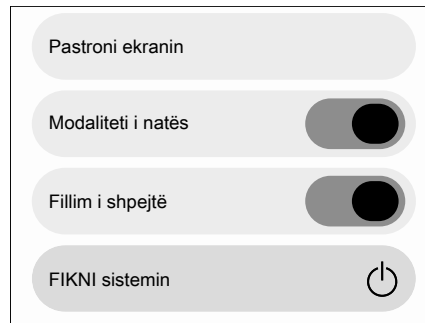 Pastroni ekranin
Modaliteti i natës
Fillim i shpejtë
FIKNI sistemin